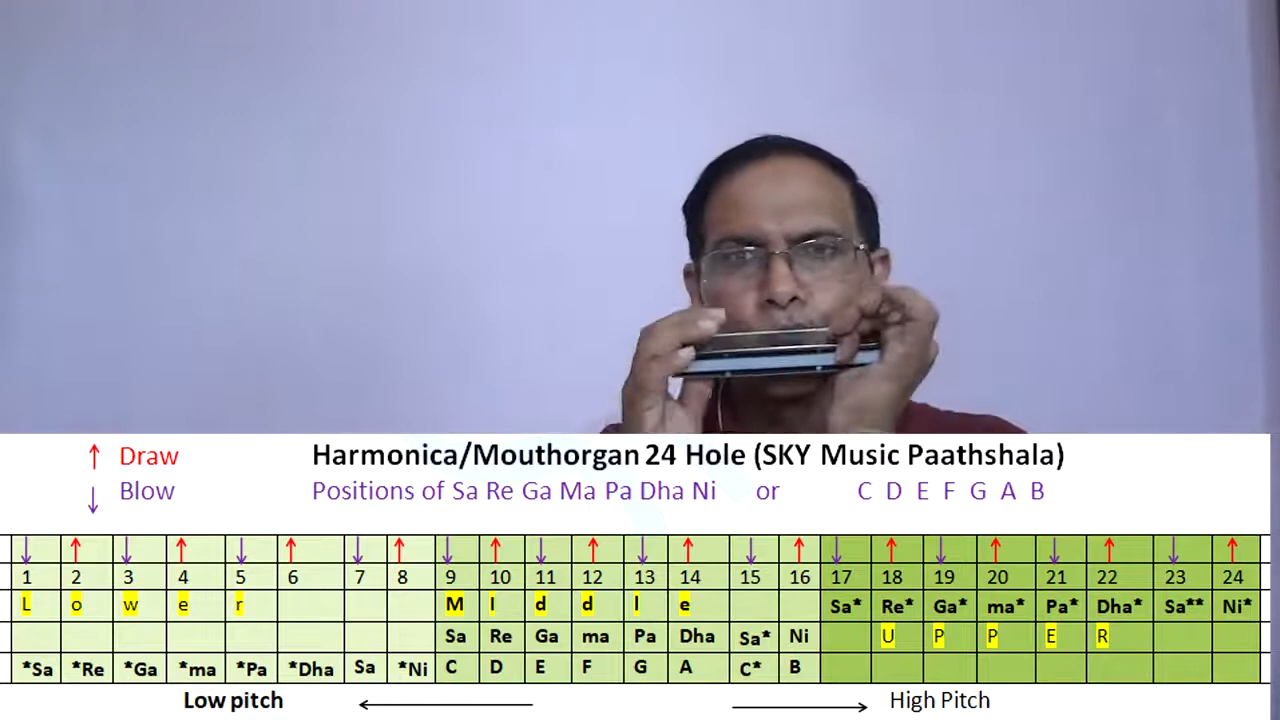 ↑ Draw Harmonica/Mouthorgan 24 Hole (SKY Music Paathshala)
↓ Blow Positions of Sa Re Ga Ma Pa Dha Ni or C D E F G A B
↓ ↑ ↓ ↑ ↓ ↑ ↓ ↑ ↓ ↑ ↓ ↑ ↓ ↑ ↓ ↑ ↓ ↑ ↓ ↑ ↓ ↑ ↓ ↑
1 2 3 4 5 6 7 8 9 10 11 12 13 14 15 16 17 18 19 20 21 22 23 24
L o w e r M I d d l e Sa* Re* Ga* ma* Pa* Dha* Sa** Ni*
Sa Re Ga ma Pa Dha Sa* Ni U P P E R
*Sa *Re *Ga *ma *Pa *Dha Sa *Ni C D E F G A C* B
Low pitch ← → High Pitch